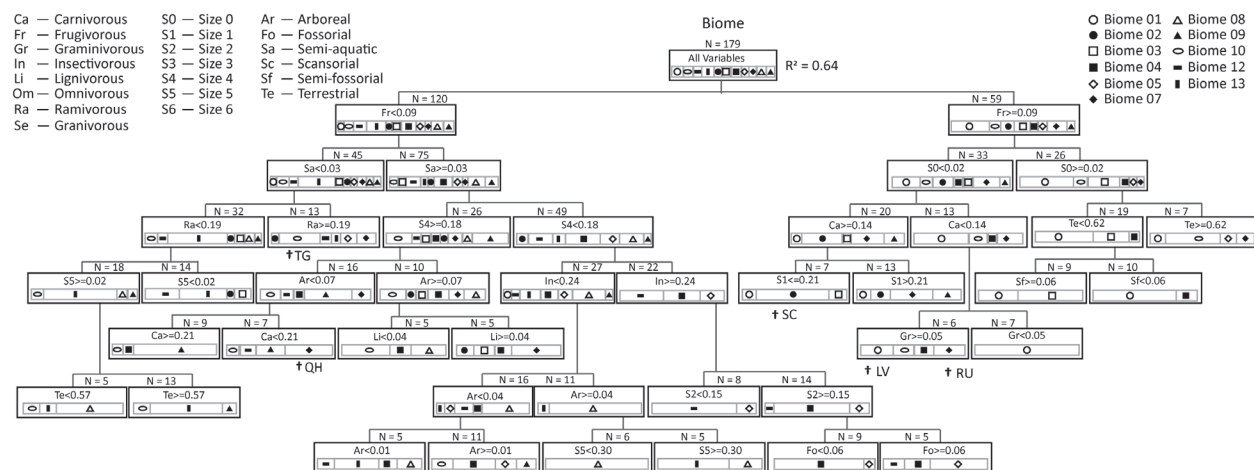 Biome
Ca — Carnivorous
Fr — Frugivorous
Gr — Graminivorous
In — Insectivorous
Li — Lignivorous
Om — Omnivorous
Ra — Ramivorous
Se — Granivorous
S0 — Size 0
S1 — Size 1
S2 — Size 2
S3 — Size 3
S4 — Size 4
S5 — Size 5
S6 — Size 6
Ar — Arboreal
Fo — Fossorial
Sa — Semi-aquatic
Sc — Scansorial
Sf — Semi-fossorial
Te — Terrestrial
Biome 01
Biome 02
Biome 03
Biome 04
Biome 05
Biome 07
Biome 08
Biome 09
Biome 10
Biome 12
Biome 13
N = 179
All Variables
R² = 0.64
N = 120
Fr<0.09
N = 59
Fr>=0.09
N = 45
Sa<0.03
N = 75
Sa>=0.03
N = 33
S0<0.02
N = 26
S0>=0.02
N = 32
Ra<0.19
N = 13
Ra>=0.19
N = 26
S4>=0.18
N = 49
S4<0.18
N = 20
Ca>=0.14
N = 13
Ca<0.14
N = 19
Te<0.62
N = 7
Te>=0.62
†TG
N = 18
S5>=0.02
N = 14
S5<0.02
N = 16
Ar<0.07
N = 10
Ar>=0.07
N = 27
In<0.24
N = 22
In>=0.24
N = 7
S1<=0.21
N = 13
S1>0.21
N = 9
Sf>=0.06
N = 10
Sf<0.06
† SC
N = 9
Ca>=0.21
N = 7
Ca<0.21
N = 5
Li<0.04
N = 5
Li>=0.04
N = 6
Gr>=0.05
N = 7
Gr<0.05
†QH
† LV
† RU
N = 5
Te<0.57
N = 13
Te>=0.57
N = 16
Ar<0.04
N = 11
Ar>=0.04
N = 8
S2<0.15
N = 14
S2>=0.15
N = 5
Ar<0.01
N = 11
Ar>=0.01
N = 6
S5<0.30
N = 5
S5>=0.30
N = 9
Fo<0.06
N = 5
Fo>=0.06